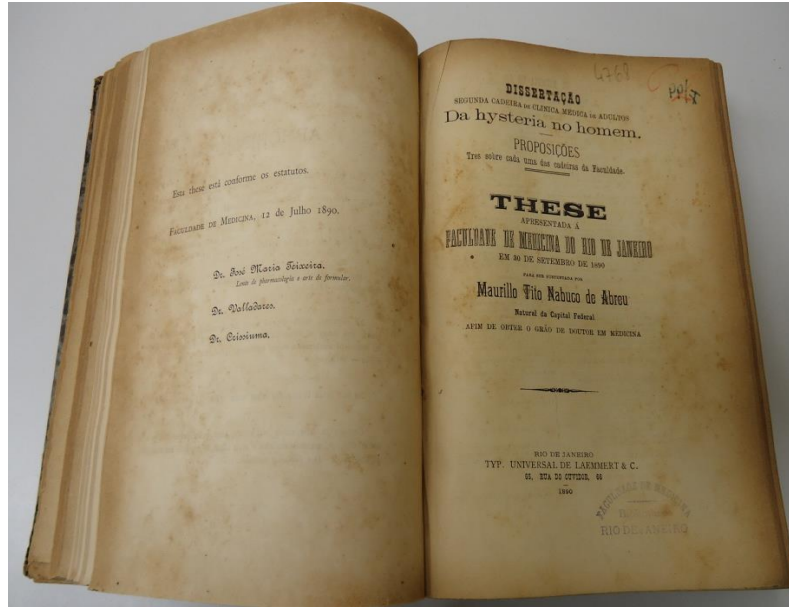 Esta these está conforme os estatutos.
FACULDADE DE MEDICINA, 12 de Julho 1890.
Dr. José Maria Teixeira.
Lente de pharmacologia e arte de formular.
Dr. Valladares.
Dr. Crissiuma.
4768
DISSERTAÇÃO
SEGUNDA CADEIRA DE CLINICA MEDICA DE ADULTOS
Da hysteria no homem.
PROPOSIÇÕES
Tres sobre cada uma das cadeiras da Faculdade.
THESE
APRESENTADA Á
FACULDADE DE MEDICINA DO RIO DE JANEIRO
EM 20 DE SETEMBRO DE 1890
PARA SER SUSTENTADA POR
Maurillo Tito Nabuco de Abreu
Natural da Capital Federal
AFIM DE OBTER O GRÁO DE DOUTOR EM MEDICINA
RIO DE JANEIRO
TYP. UNIVERSAL DE LAEMMERT & C.
66, RUA DO OUVIDOR, 66
1890
FACULDADE DE MEDICINA
RIO DE JANEIRO